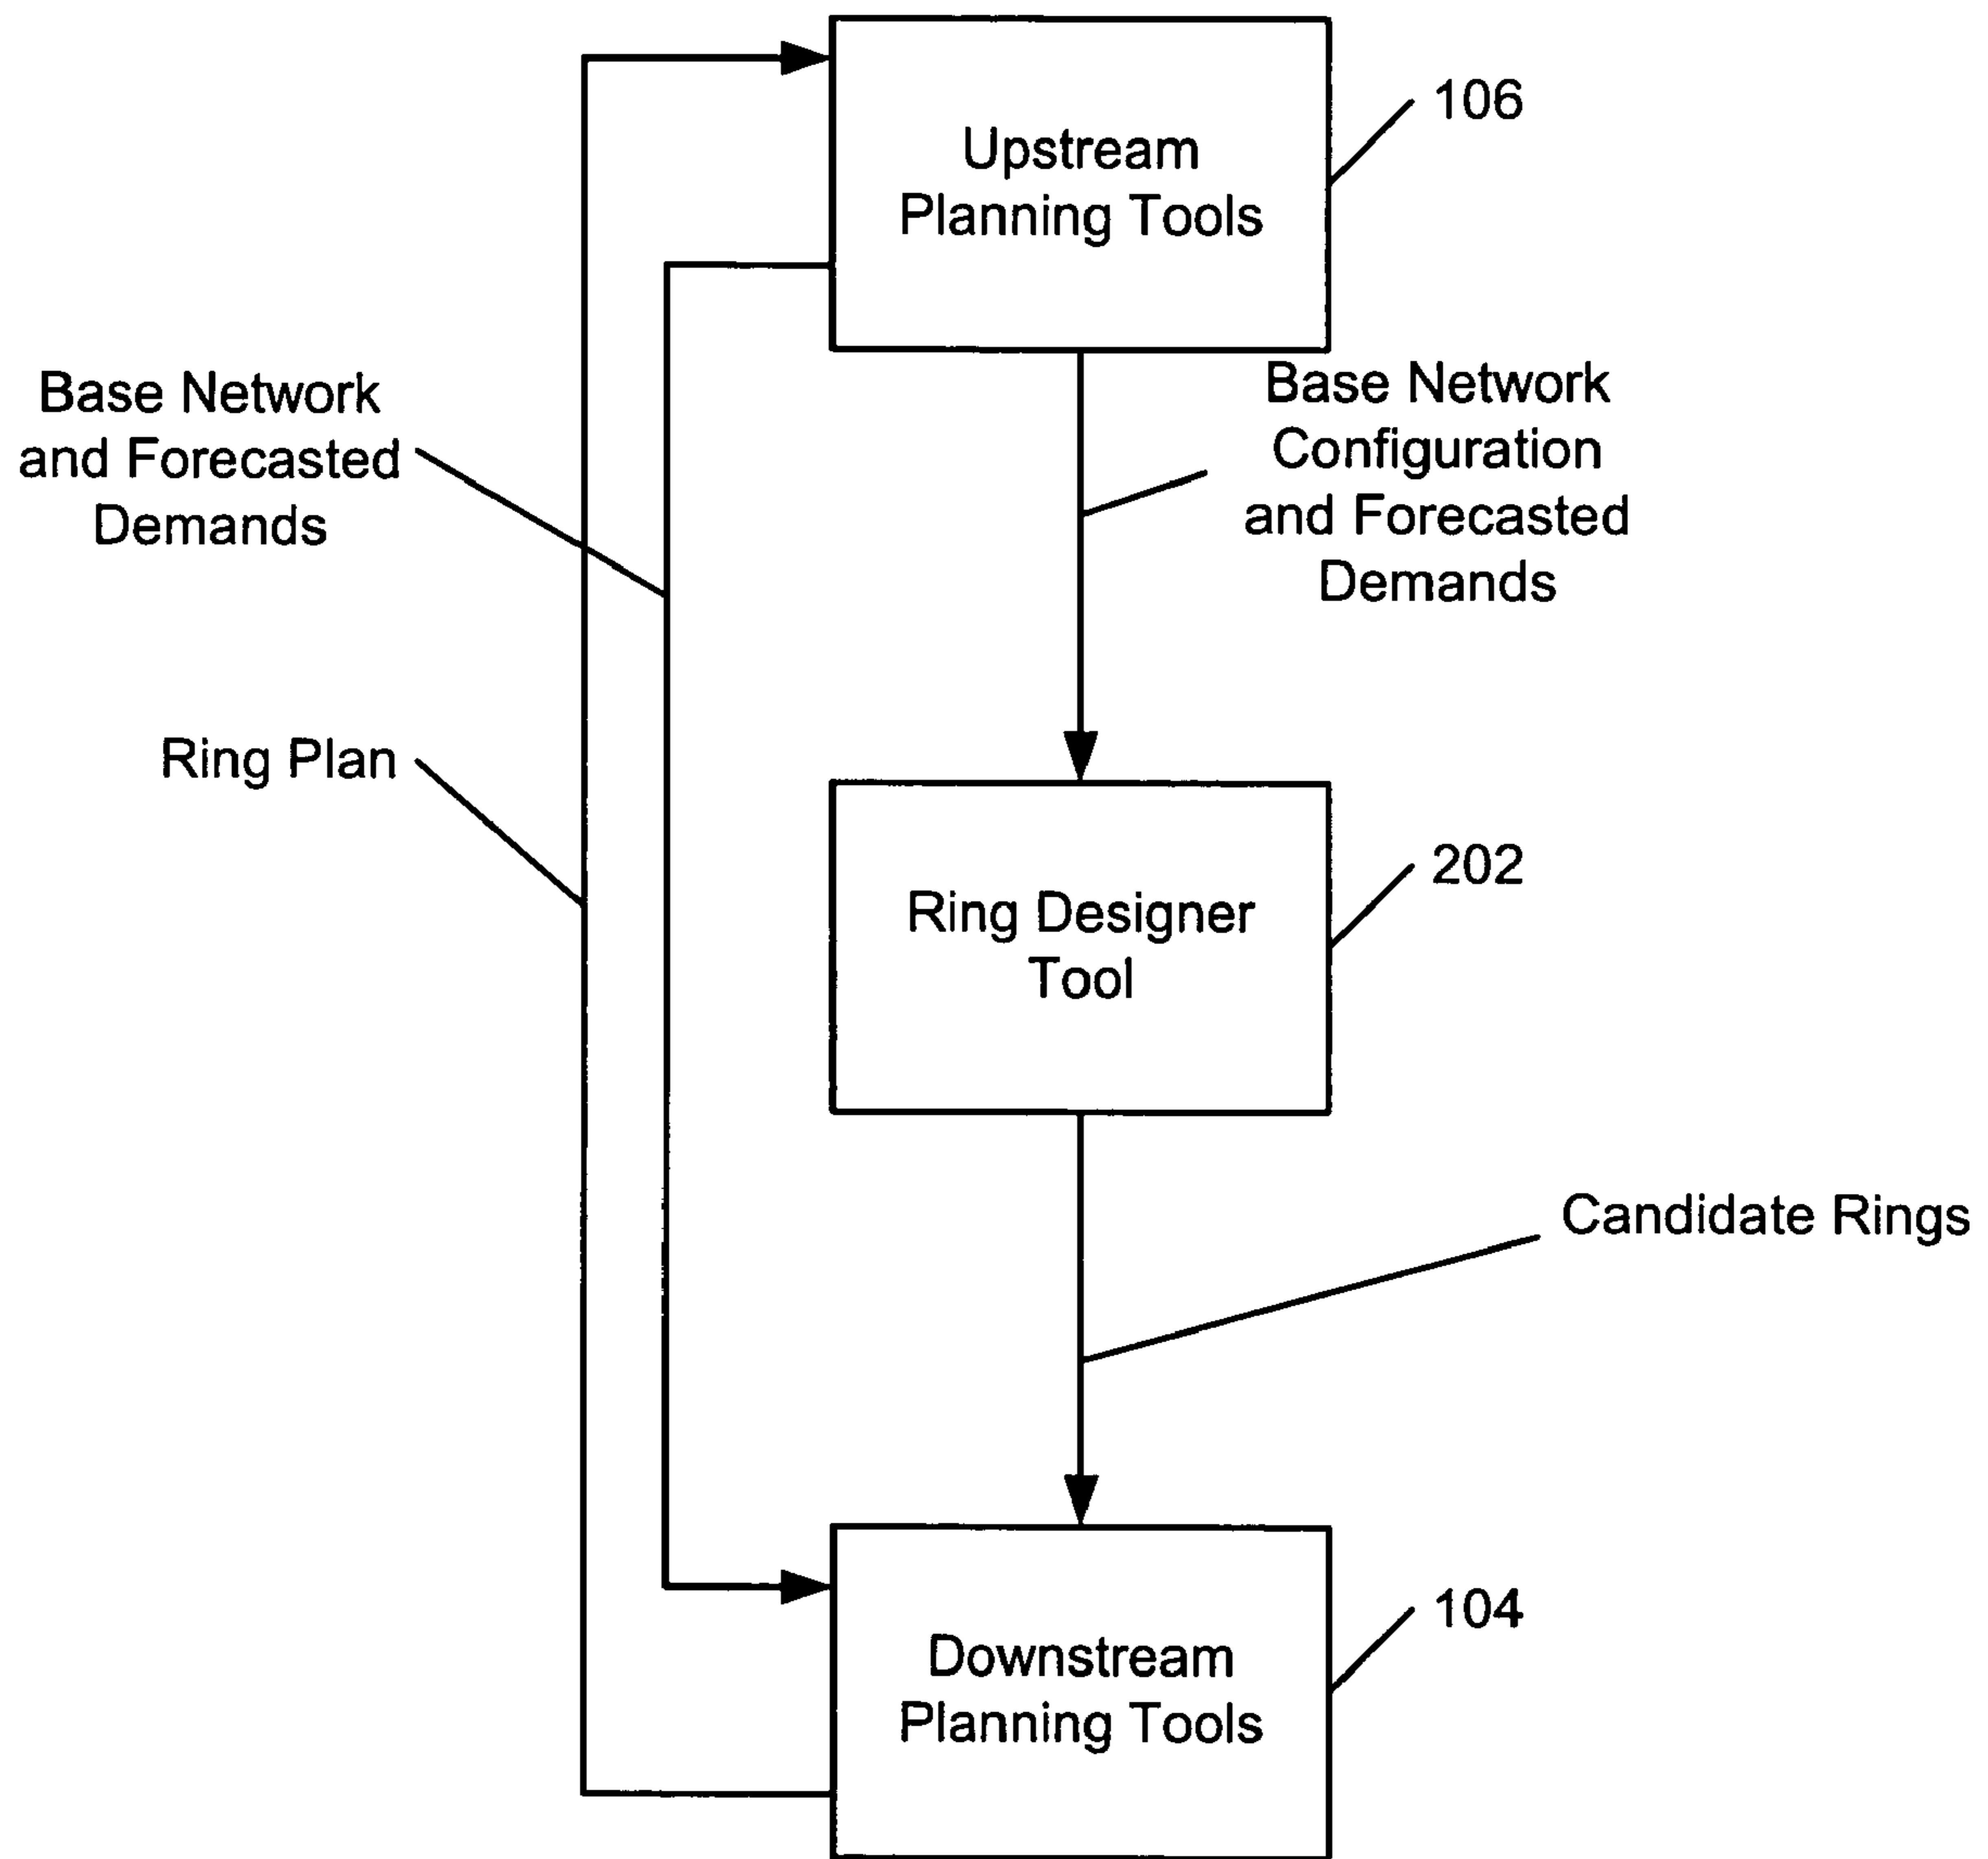 Upstream
Planning Tools
106
Base Network
and Forecasted
Demands
Base Network
Configuration
and Forecasted
Demands
Ring Plan
Ring Designer
Tool
202
Candidate Rings
Downstream
Planning Tools
104